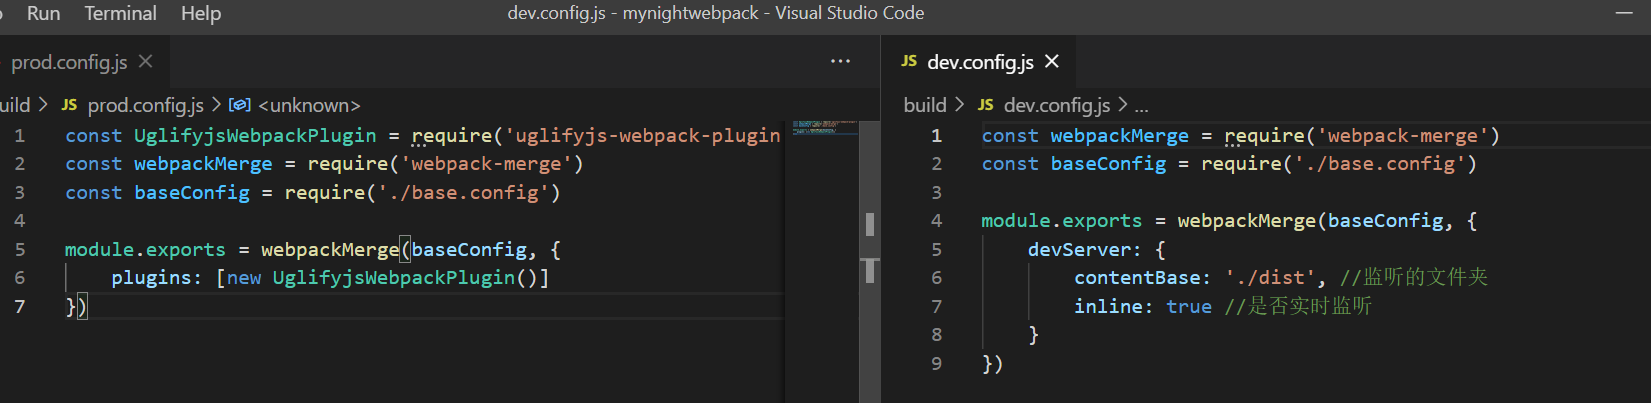 Run Terminal Help dev.config.js - mynightwebpack - Visual Studio Code
prod.config.js
uild > JS prod.config.js > <unknown>
1 const UglifyjsWebpackPlugin = require('uglifyjs-webpack-plugin
2 const webpackMerge = require('webpack-merge')
3 const baseConfig = require('./base.config')
4
5 module.exports = webpackMerge(baseConfig, {
6 plugins: [new UglifyjsWebpackPlugin()]
7 })
JS dev.config.js
build > JS dev.config.js > ...
1 const webpackMerge = require('webpack-merge')
2 const baseConfig = require('./base.config')
3
4 module.exports = webpackMerge(baseConfig, {
5 devServer: {
6 contentBase: './dist', //监听的文件夹
7 inline: true //是否实时监听
8 }
9 })